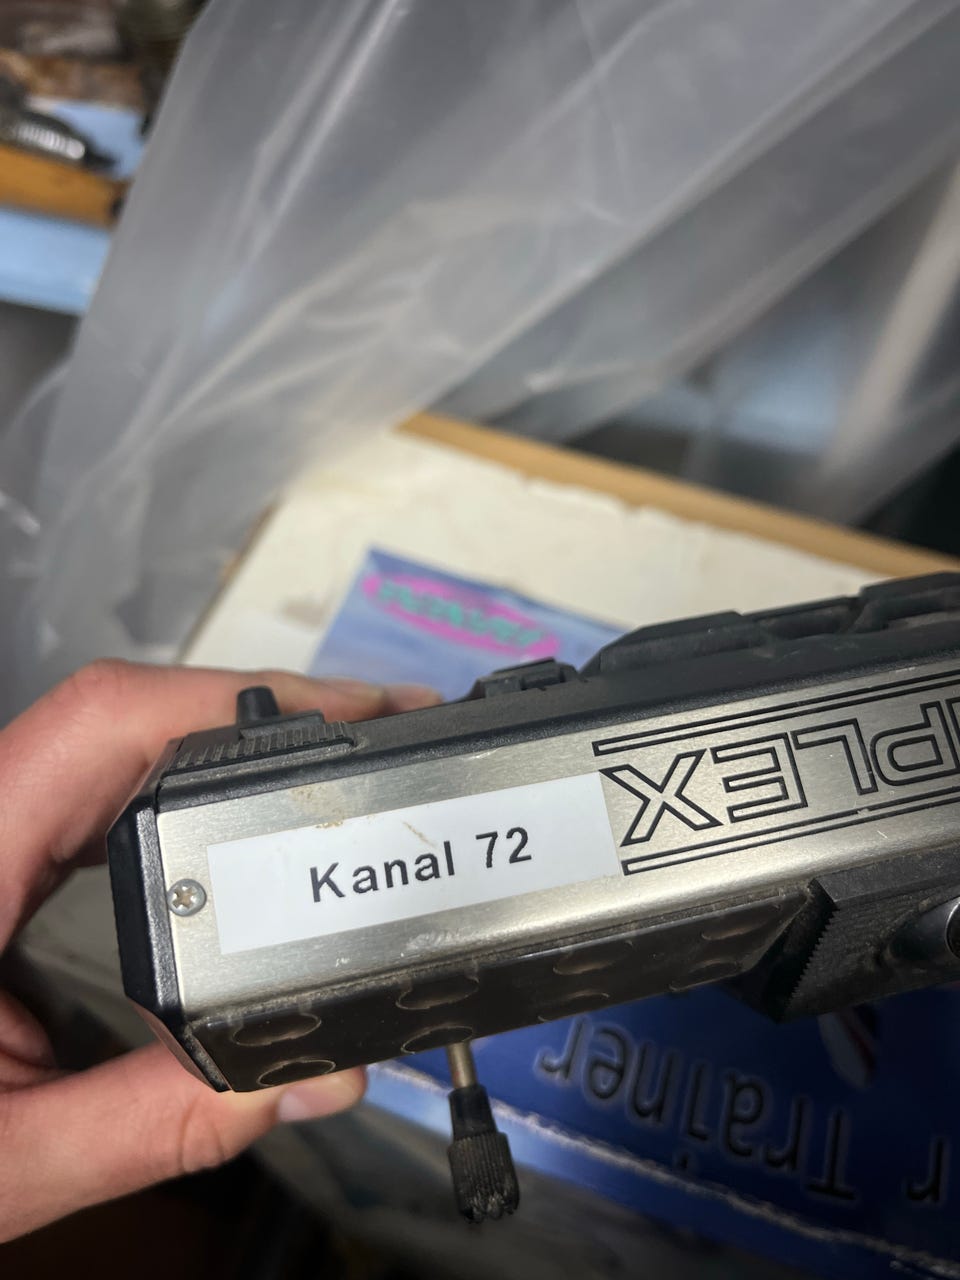 Kanal 72
PLEX
r Trainer